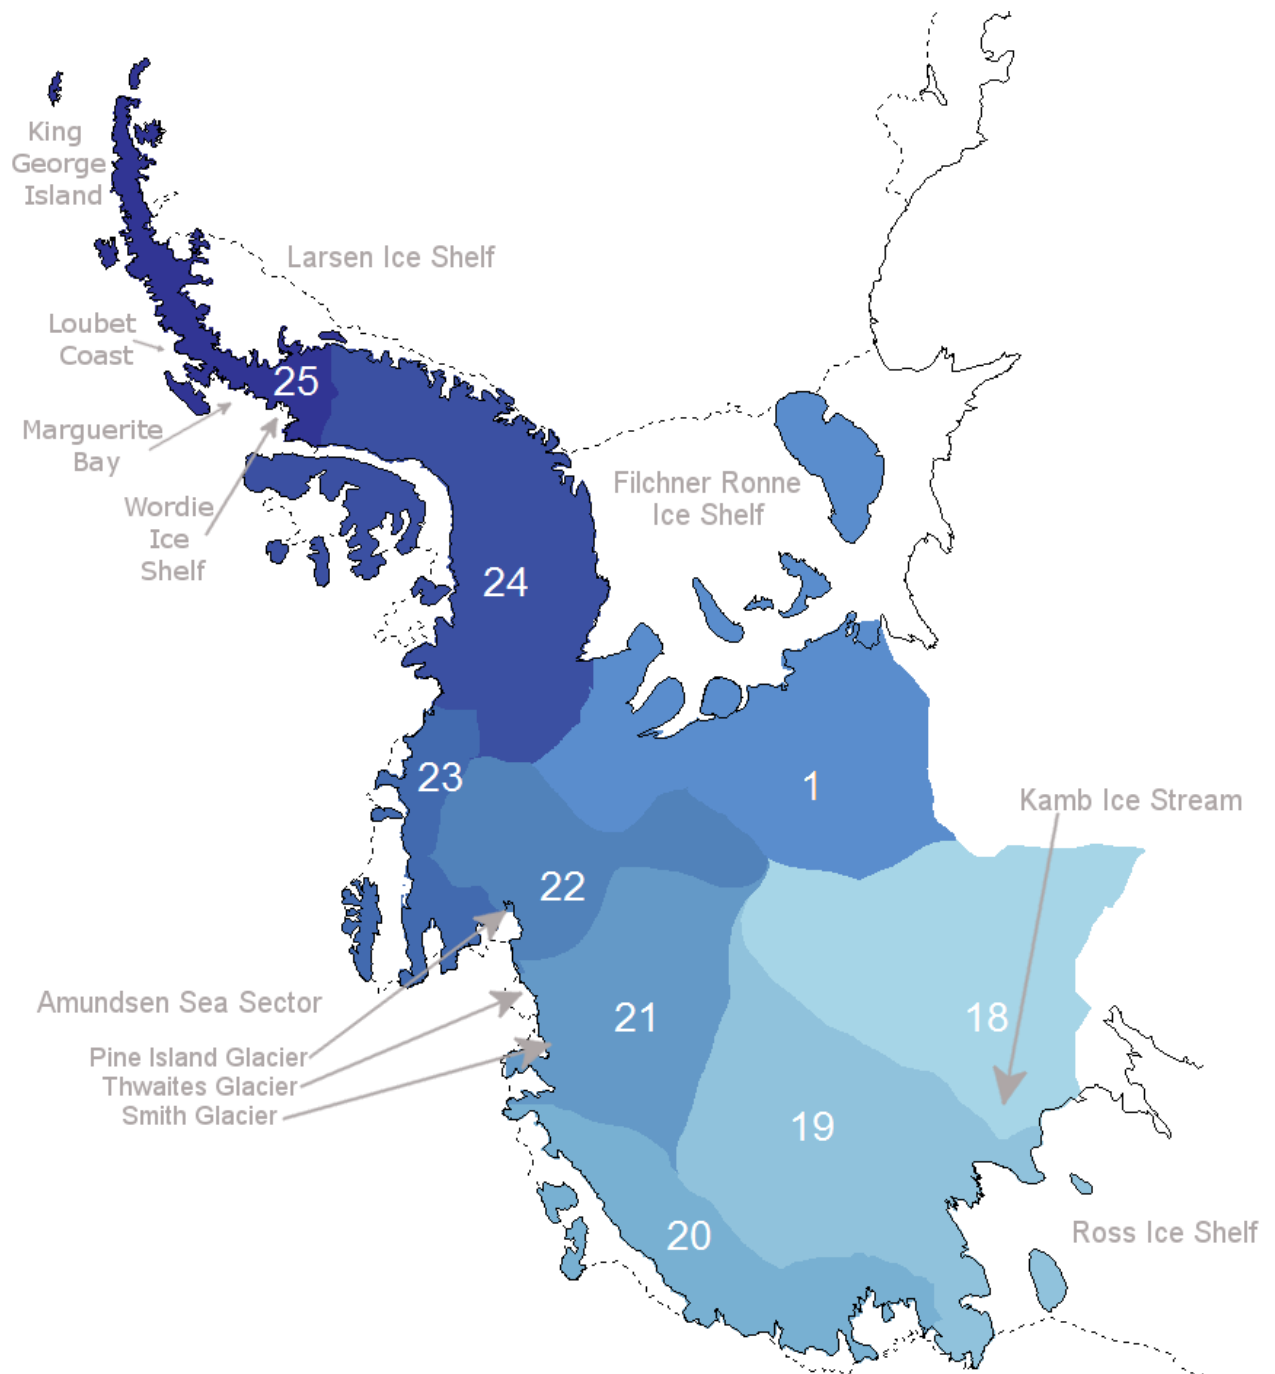 King
George
Island
Larsen Ice Shelf
Loubet
Coast
25
Marguerite
Bay
Filchner Ronne
Ice Shelf
Wordie
Ice
Shelf
24
23
1
Kamb Ice Stream
22
Amundsen Sea Sector
21
18
Pine Island Glacier
Thwaites Glacier
Smith Glacier
19
20
Ross Ice Shelf